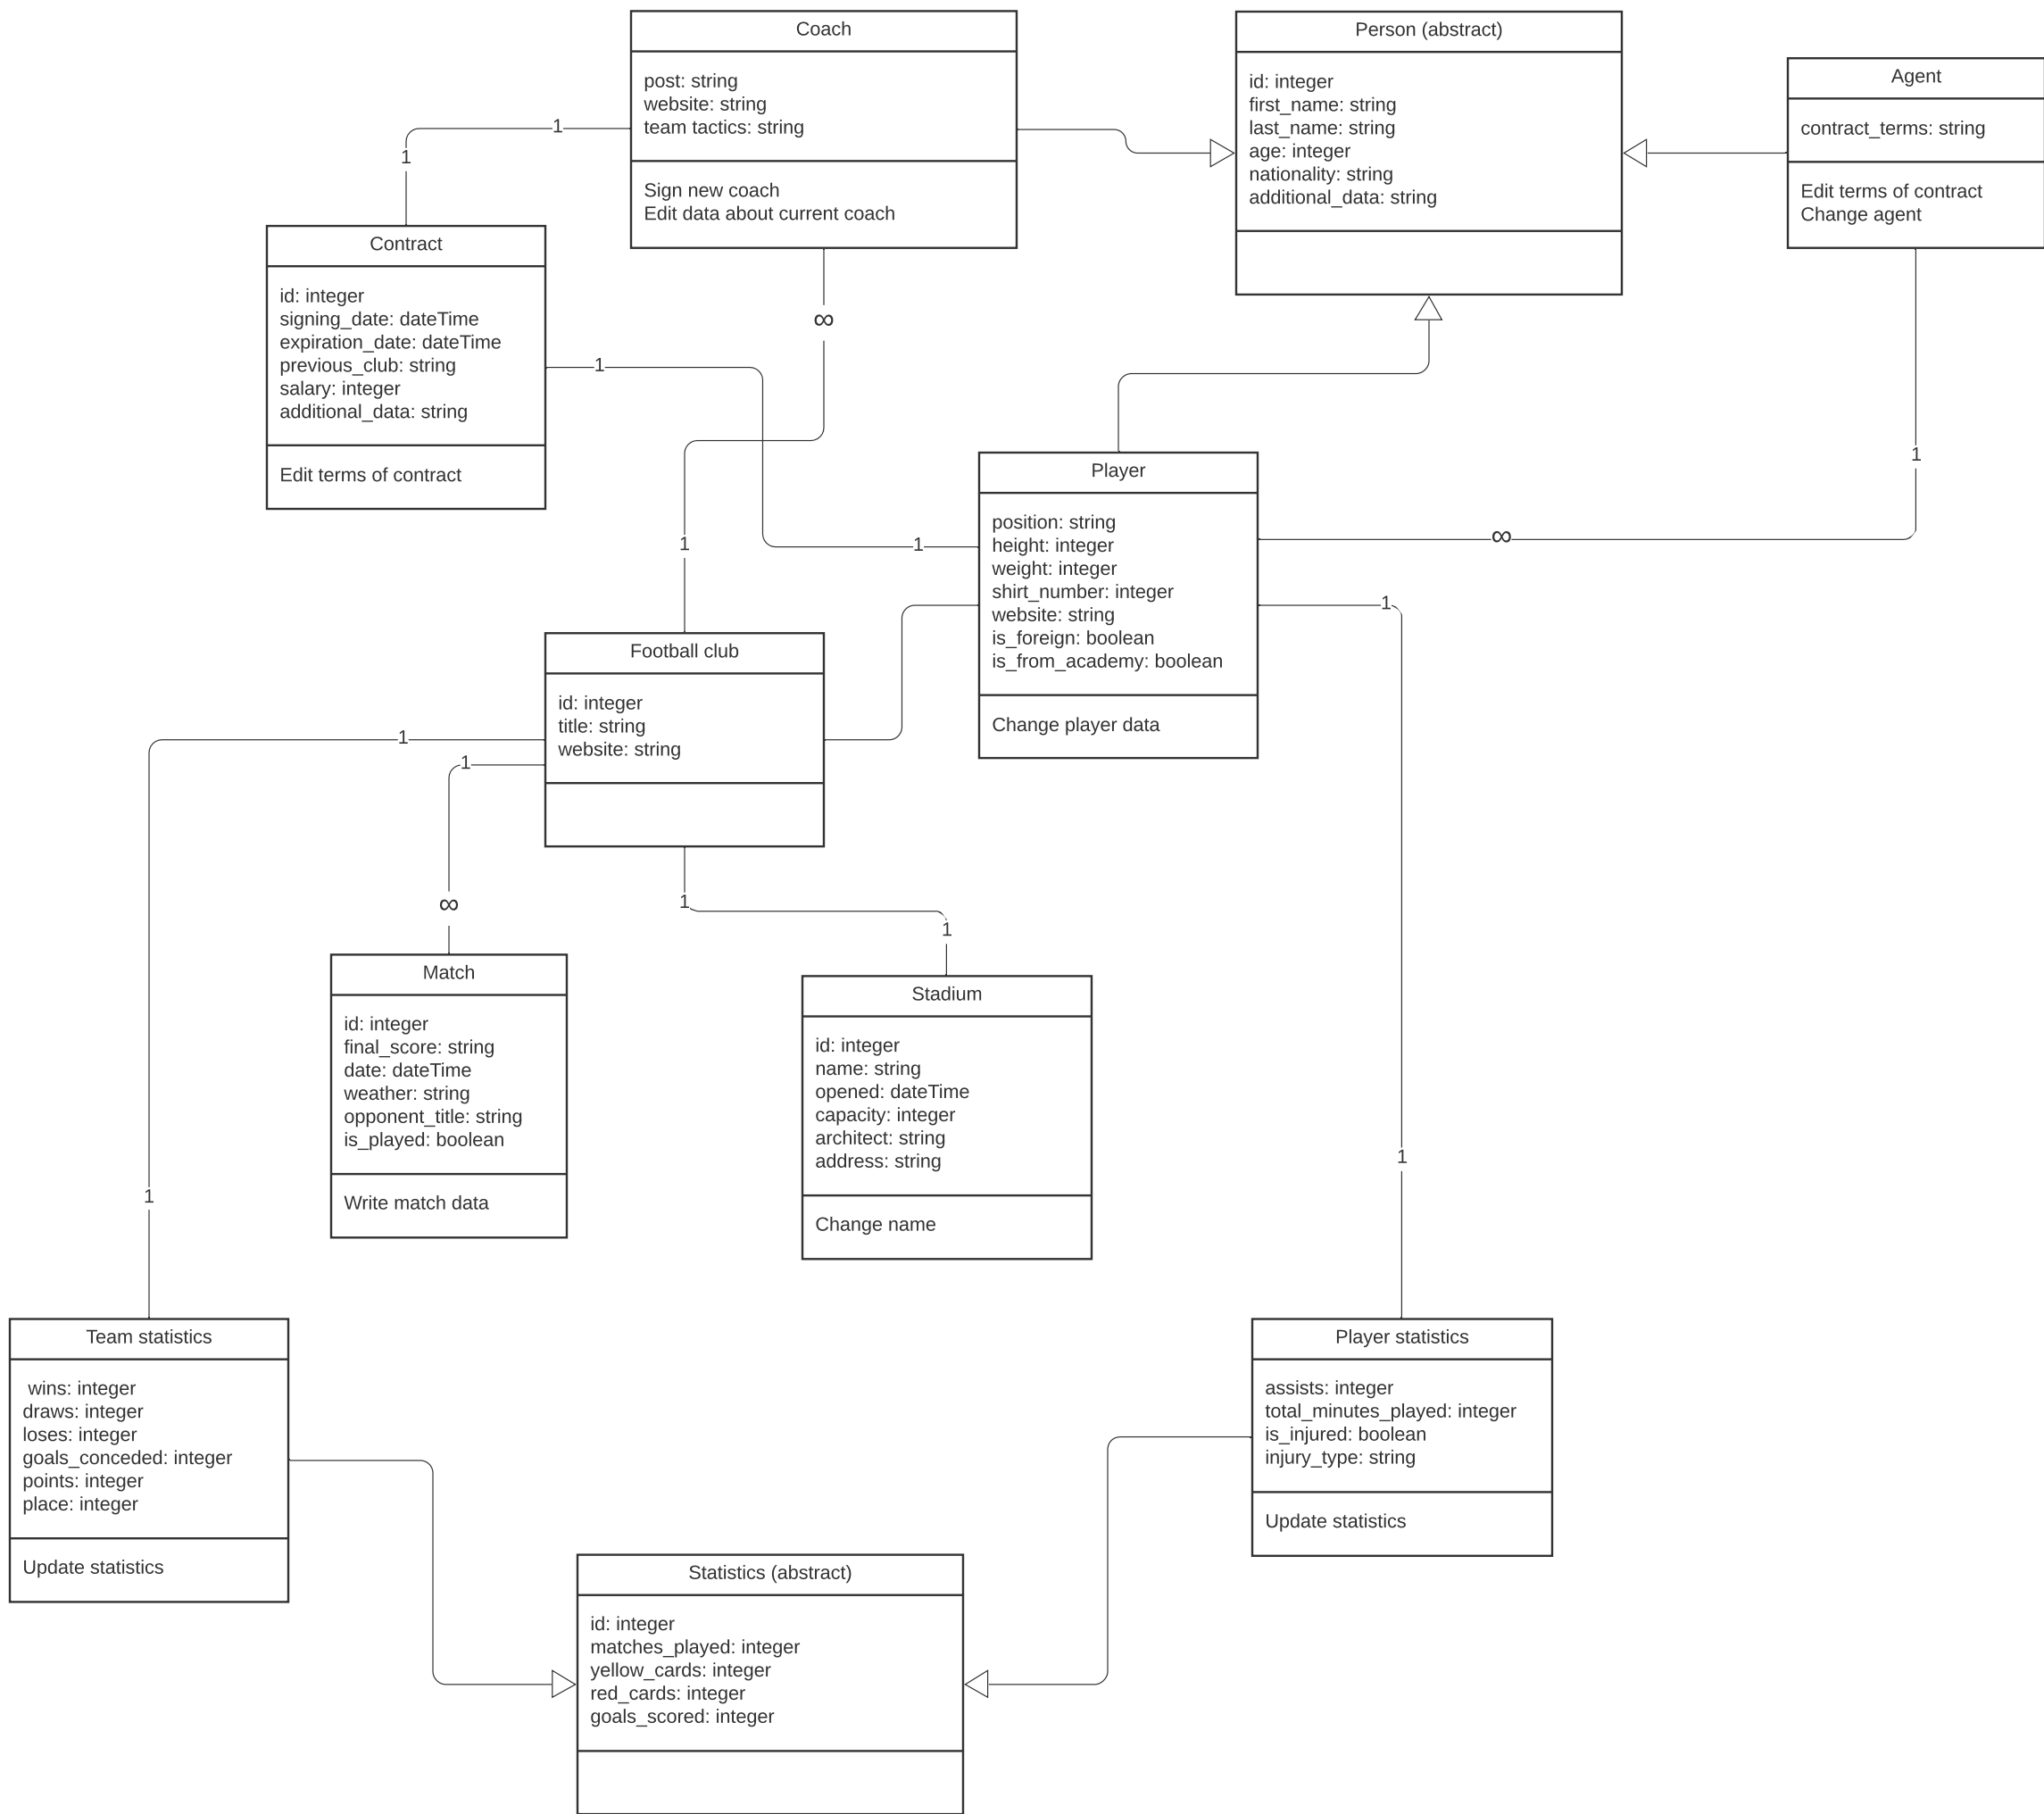 Coach
post: string
website: string
team tactics: string
Sign new coach
Edit data about current coach
Person (abstract)
id: integer
first_name: string
last_name: string
age: integer
nationality: string
additional_data: string
Agent
contract_terms: string
Edit terms of contract
Change agent
1
1
Contract
id: integer
signing_date: dateTime
expiration_date: dateTime
previous_club: string
salary: integer
additional_data: string
Edit terms of contract
∞
1
1
1
1
∞
Player
position: string
height: integer
weight: integer
shirt_number: integer
website: string
is_foreign: boolean
is_from_academy: boolean
Change player data
1
Football club
id: integer
title: string
website: string
1
1
∞
1
1
Match
id: integer
final_score: string
date: dateTime
weather: string
opponent_title: string
is_played: boolean
Write match data
Stadium
id: integer
name: string
opened: dateTime
capacity: integer
architect: string
address: string
Change name
1
1
Team statistics
wins: integer
draws: integer
loses: integer
goals_conceded: integer
points: integer
place: integer
Update statistics
Player statistics
assists: integer
total_minutes_played: integer
is_injured: boolean
injury_type: string
Update statistics
Statistics (abstract)
id: integer
matches_played: integer
yellow_cards: integer
red_cards: integer
goals_scored: integer